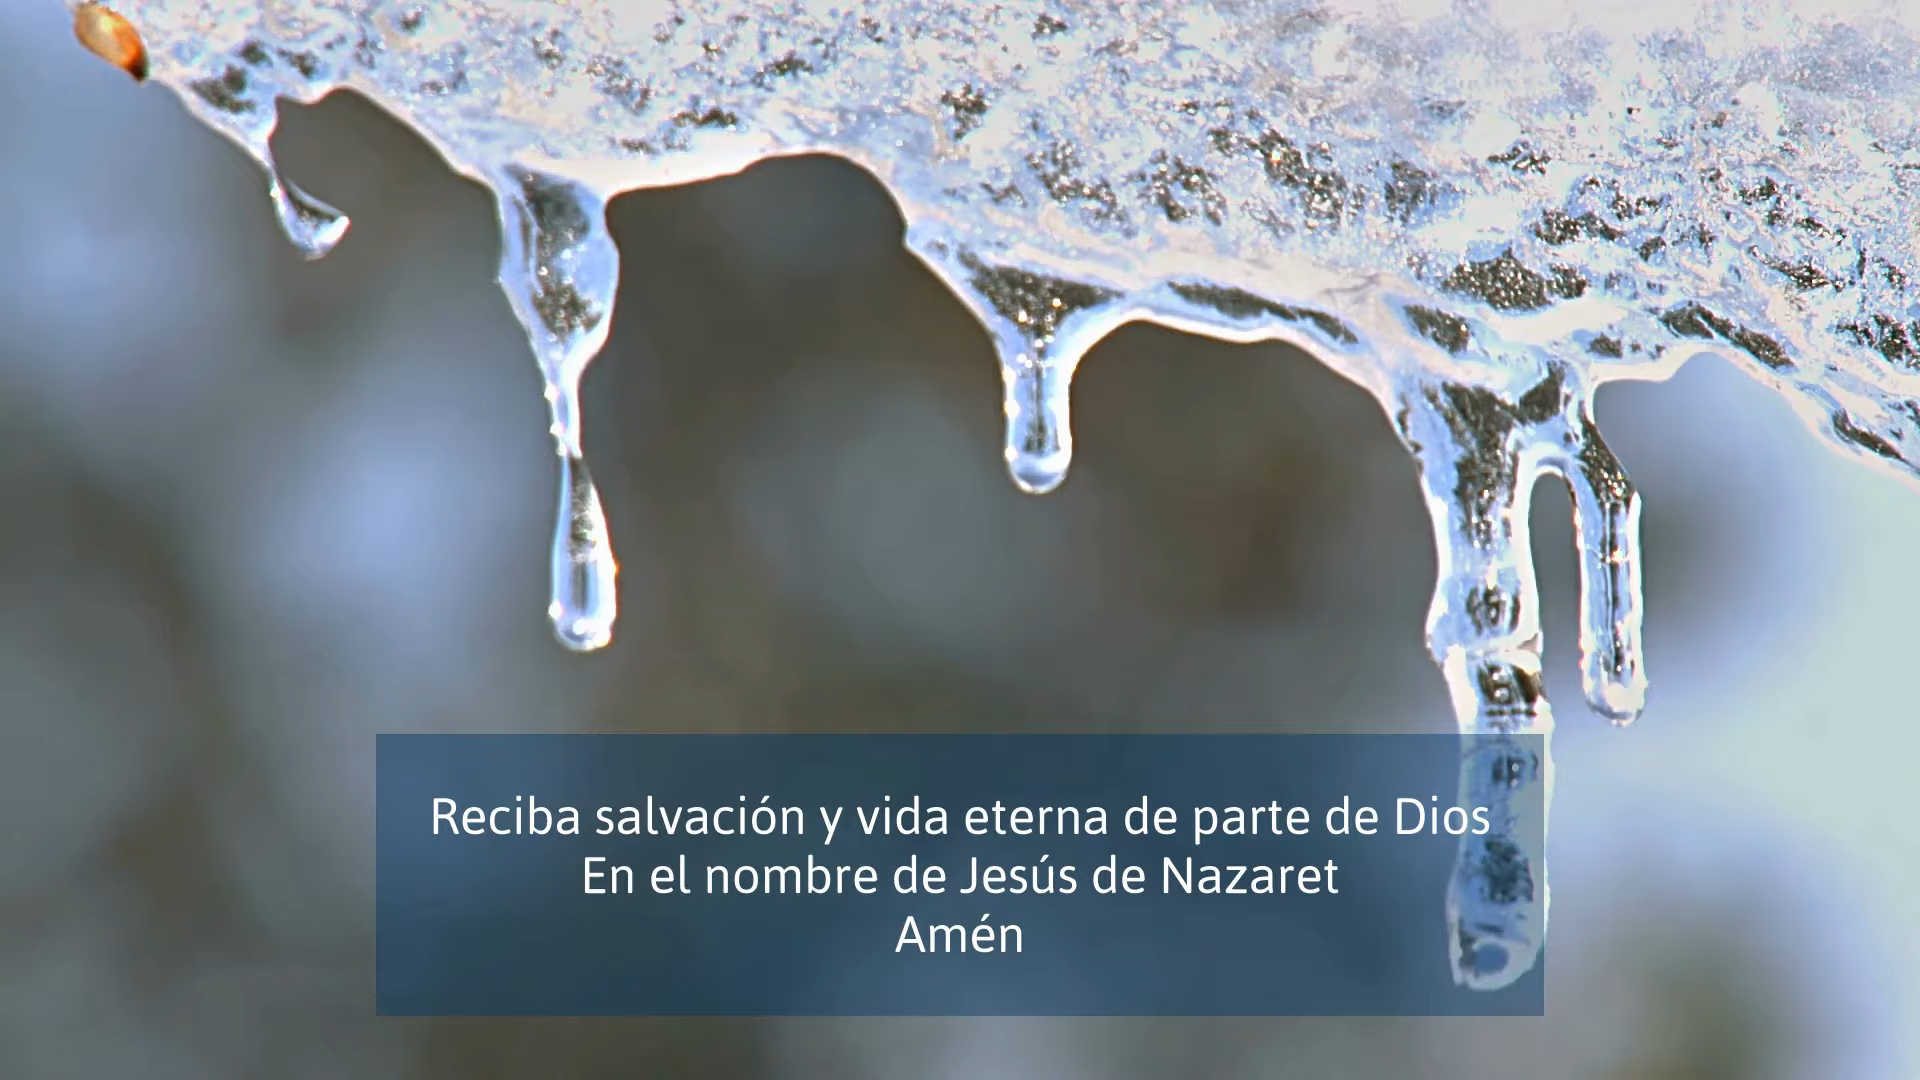 Reciba salvación y vida eterna de parte de Dios
En el nombre de Jesús de Nazaret
Amén